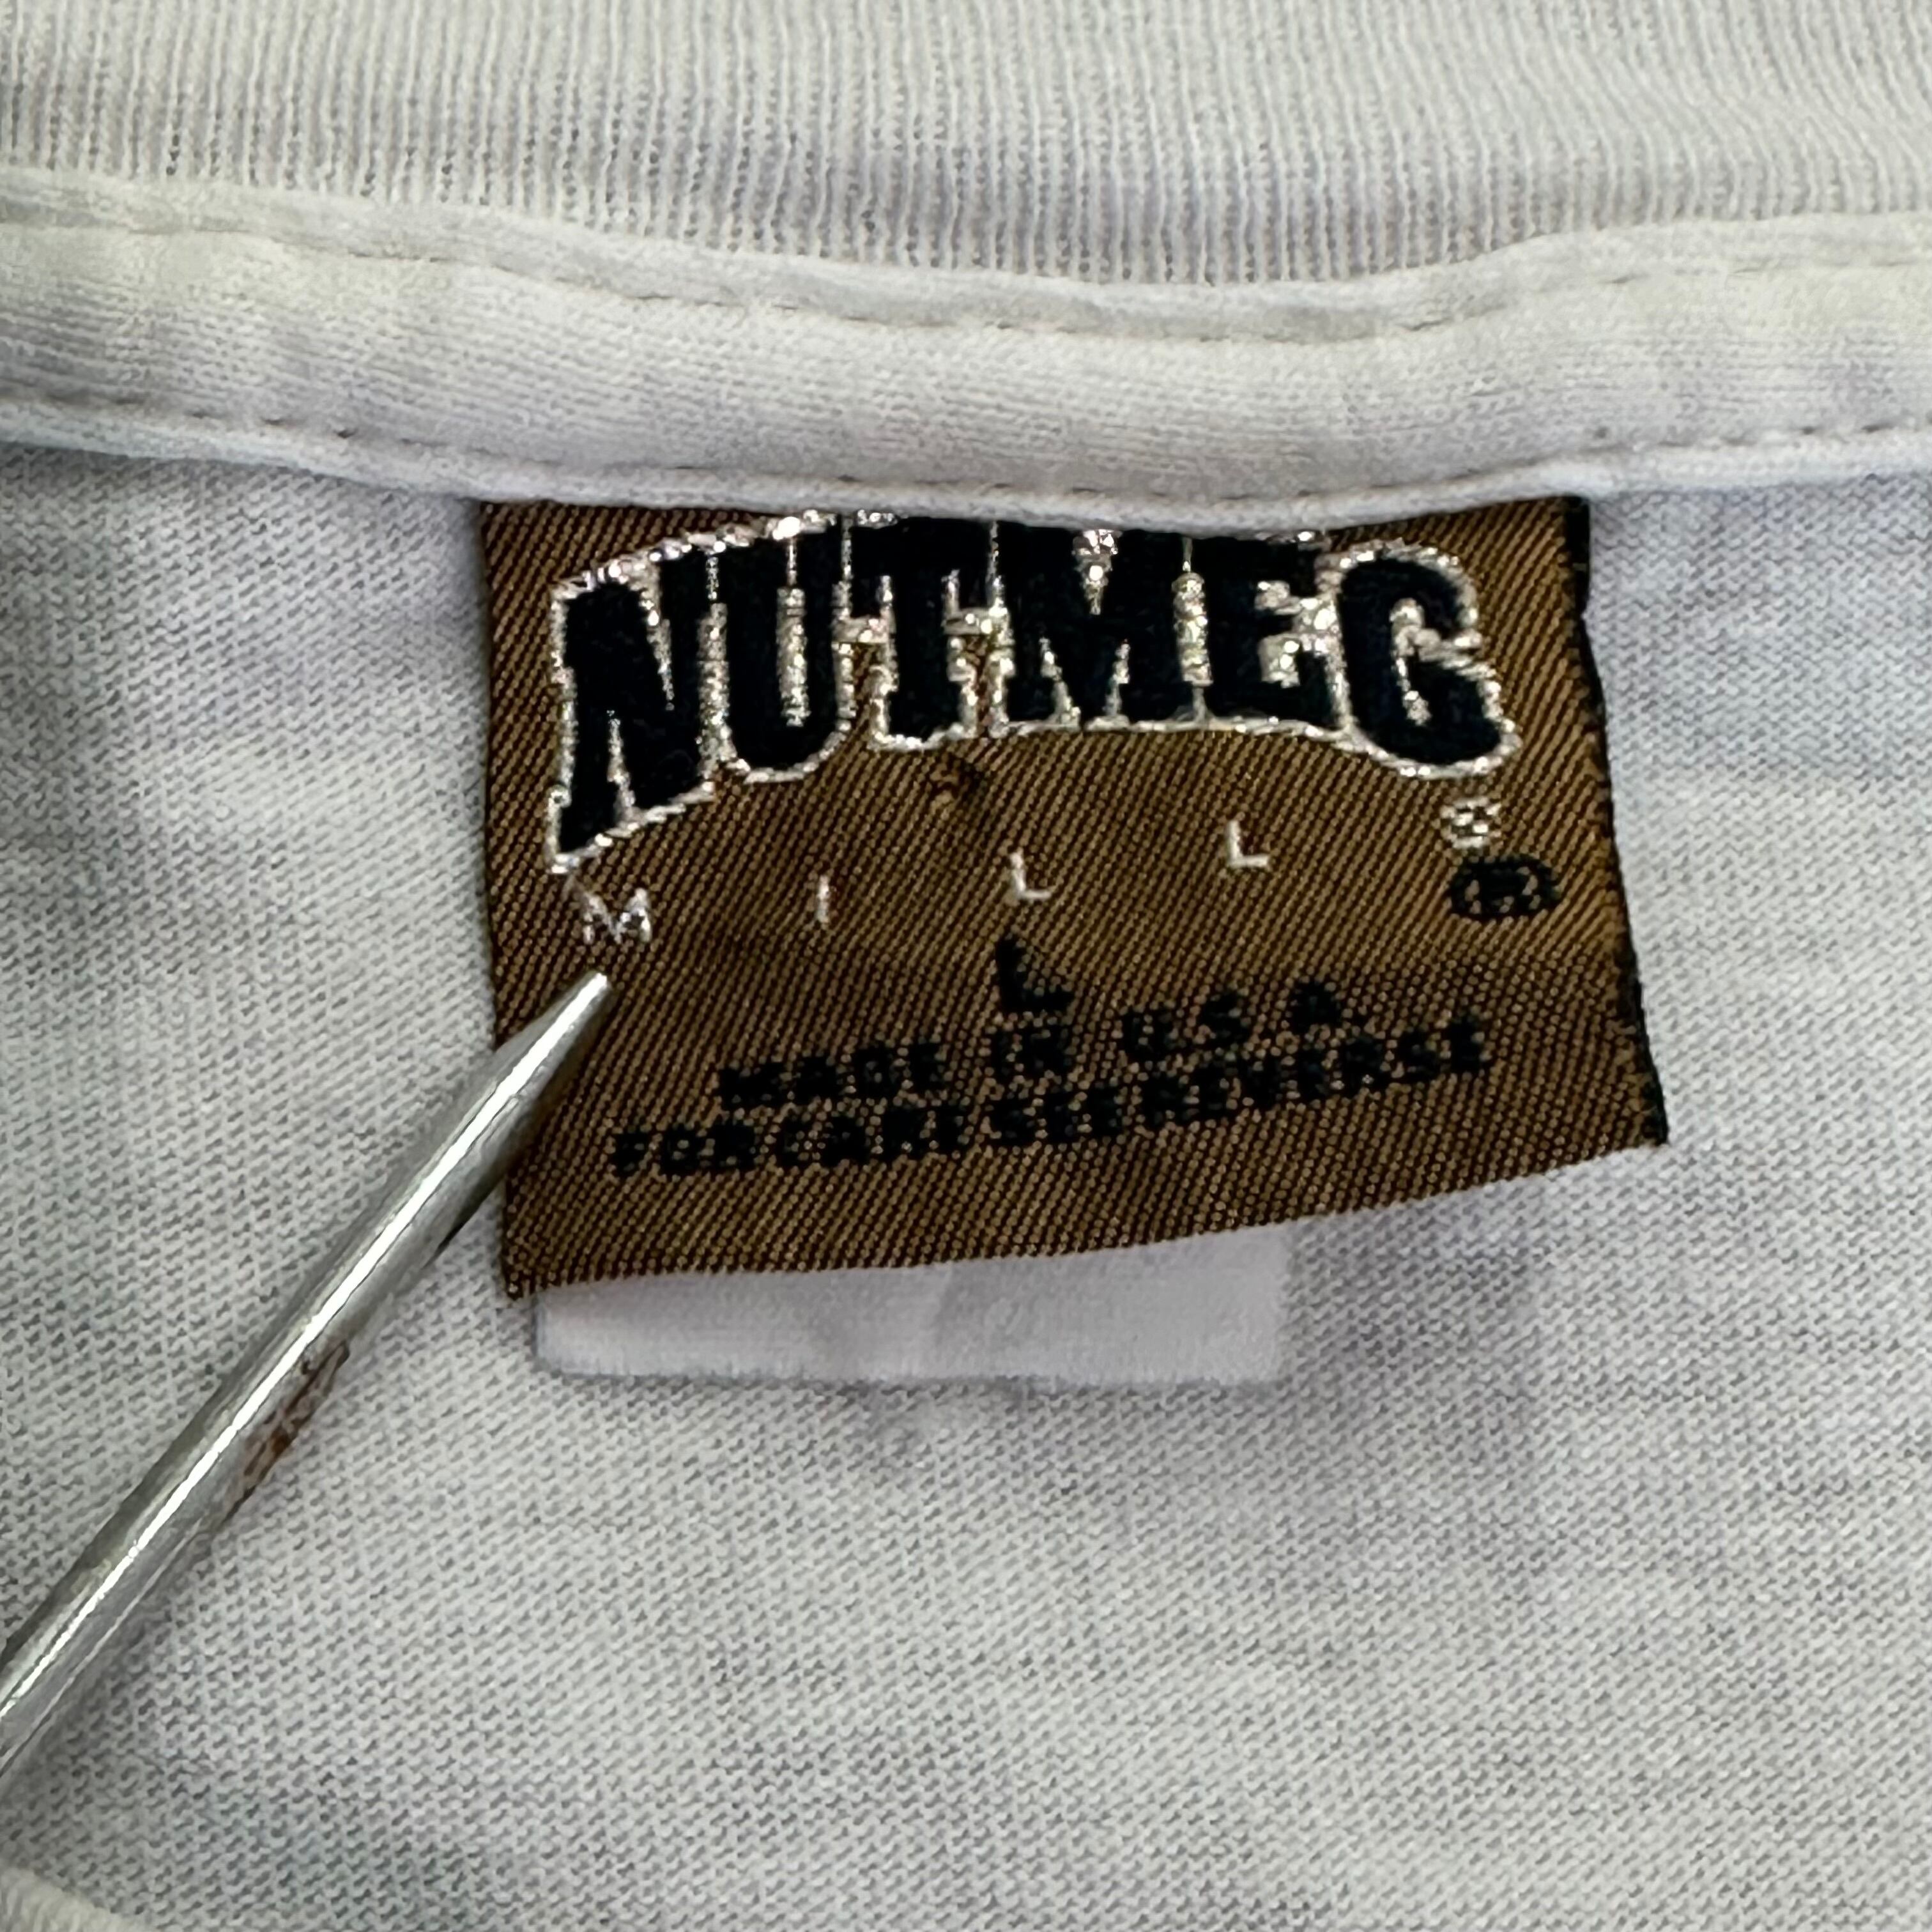 NUTMEG
MILLS ®
L
MADE IN U.S.A
FOR CARE SEE REVERSE